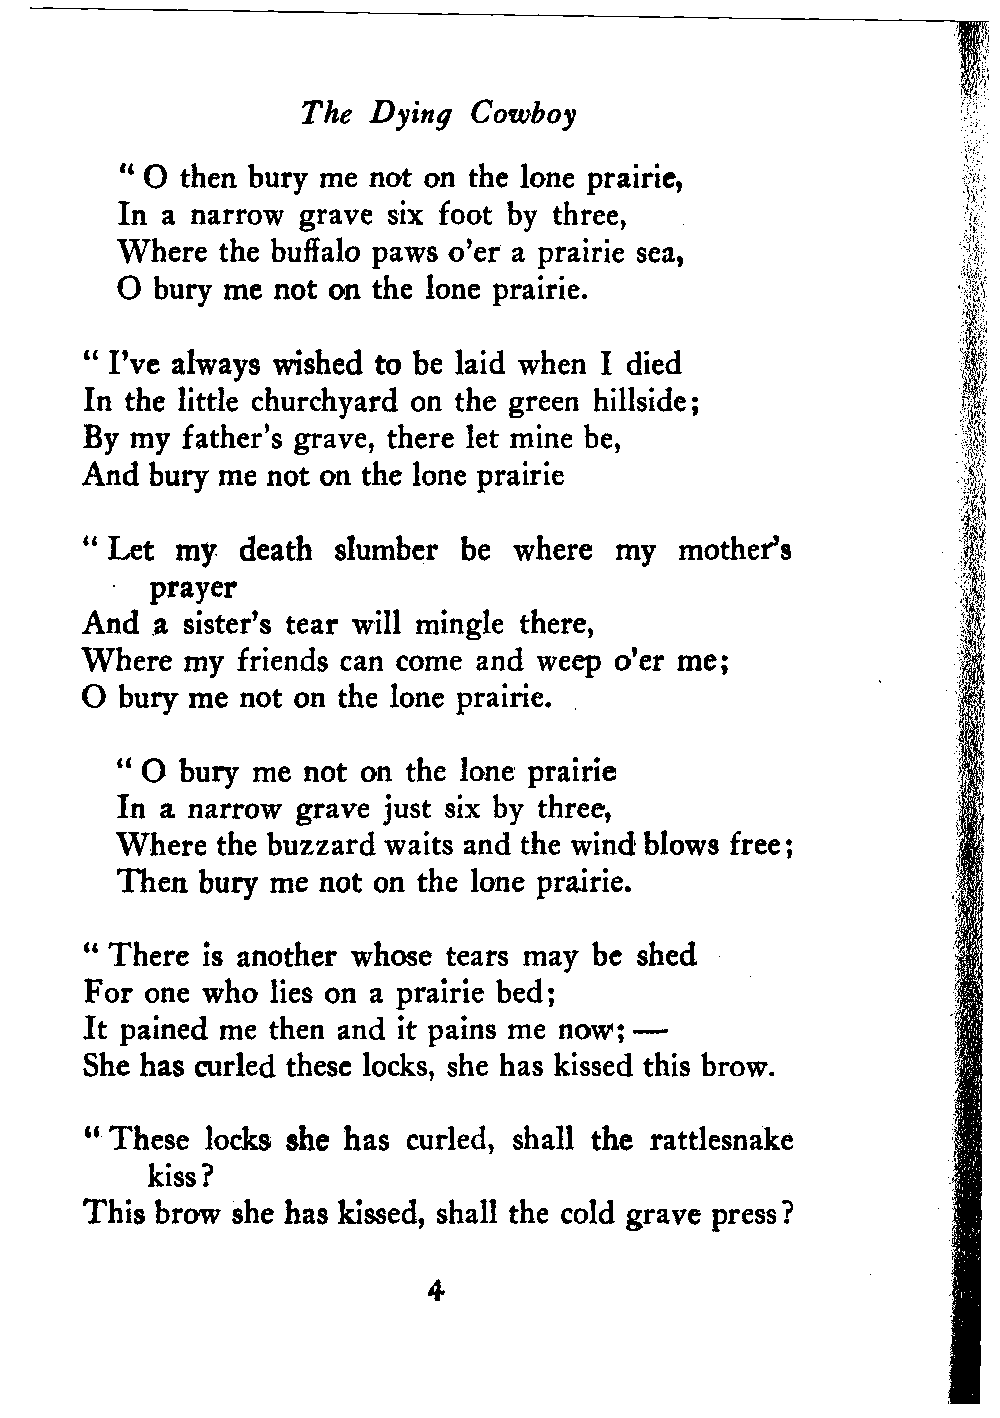 The Dying Cowboy
“ O then bury me not on the lone prairie,
In a narrow grave six foot by three,
Where the buffalo paws o’er a prairie sea,
O bury me not on the lone prairie.
“ I’ve always wished to be laid when I died
In the little churchyard on the green hillside;
By my father’s grave, there let mine be,
And bury me not on the lone prairie
“ Let my death slumber be where my mother’s
prayer
And a sister’s tear will mingle there,
Where my friends can come and weep o’er me;
O bury me not on the lone prairie.
“ O bury me not on the lone prairie
In a narrow grave just six by three,
Where the buzzard waits and the wind blows free;
Then bury me not on the lone prairie.
“ There is another whose tears may be shed
For one who lies on a prairie bed;
It pained me then and it pains me now; —
She has curled these locks, she has kissed this brow.
“ These locks she has curled, shall the rattlesnake
kiss?
This brow she has kissed, shall the cold grave press?
4